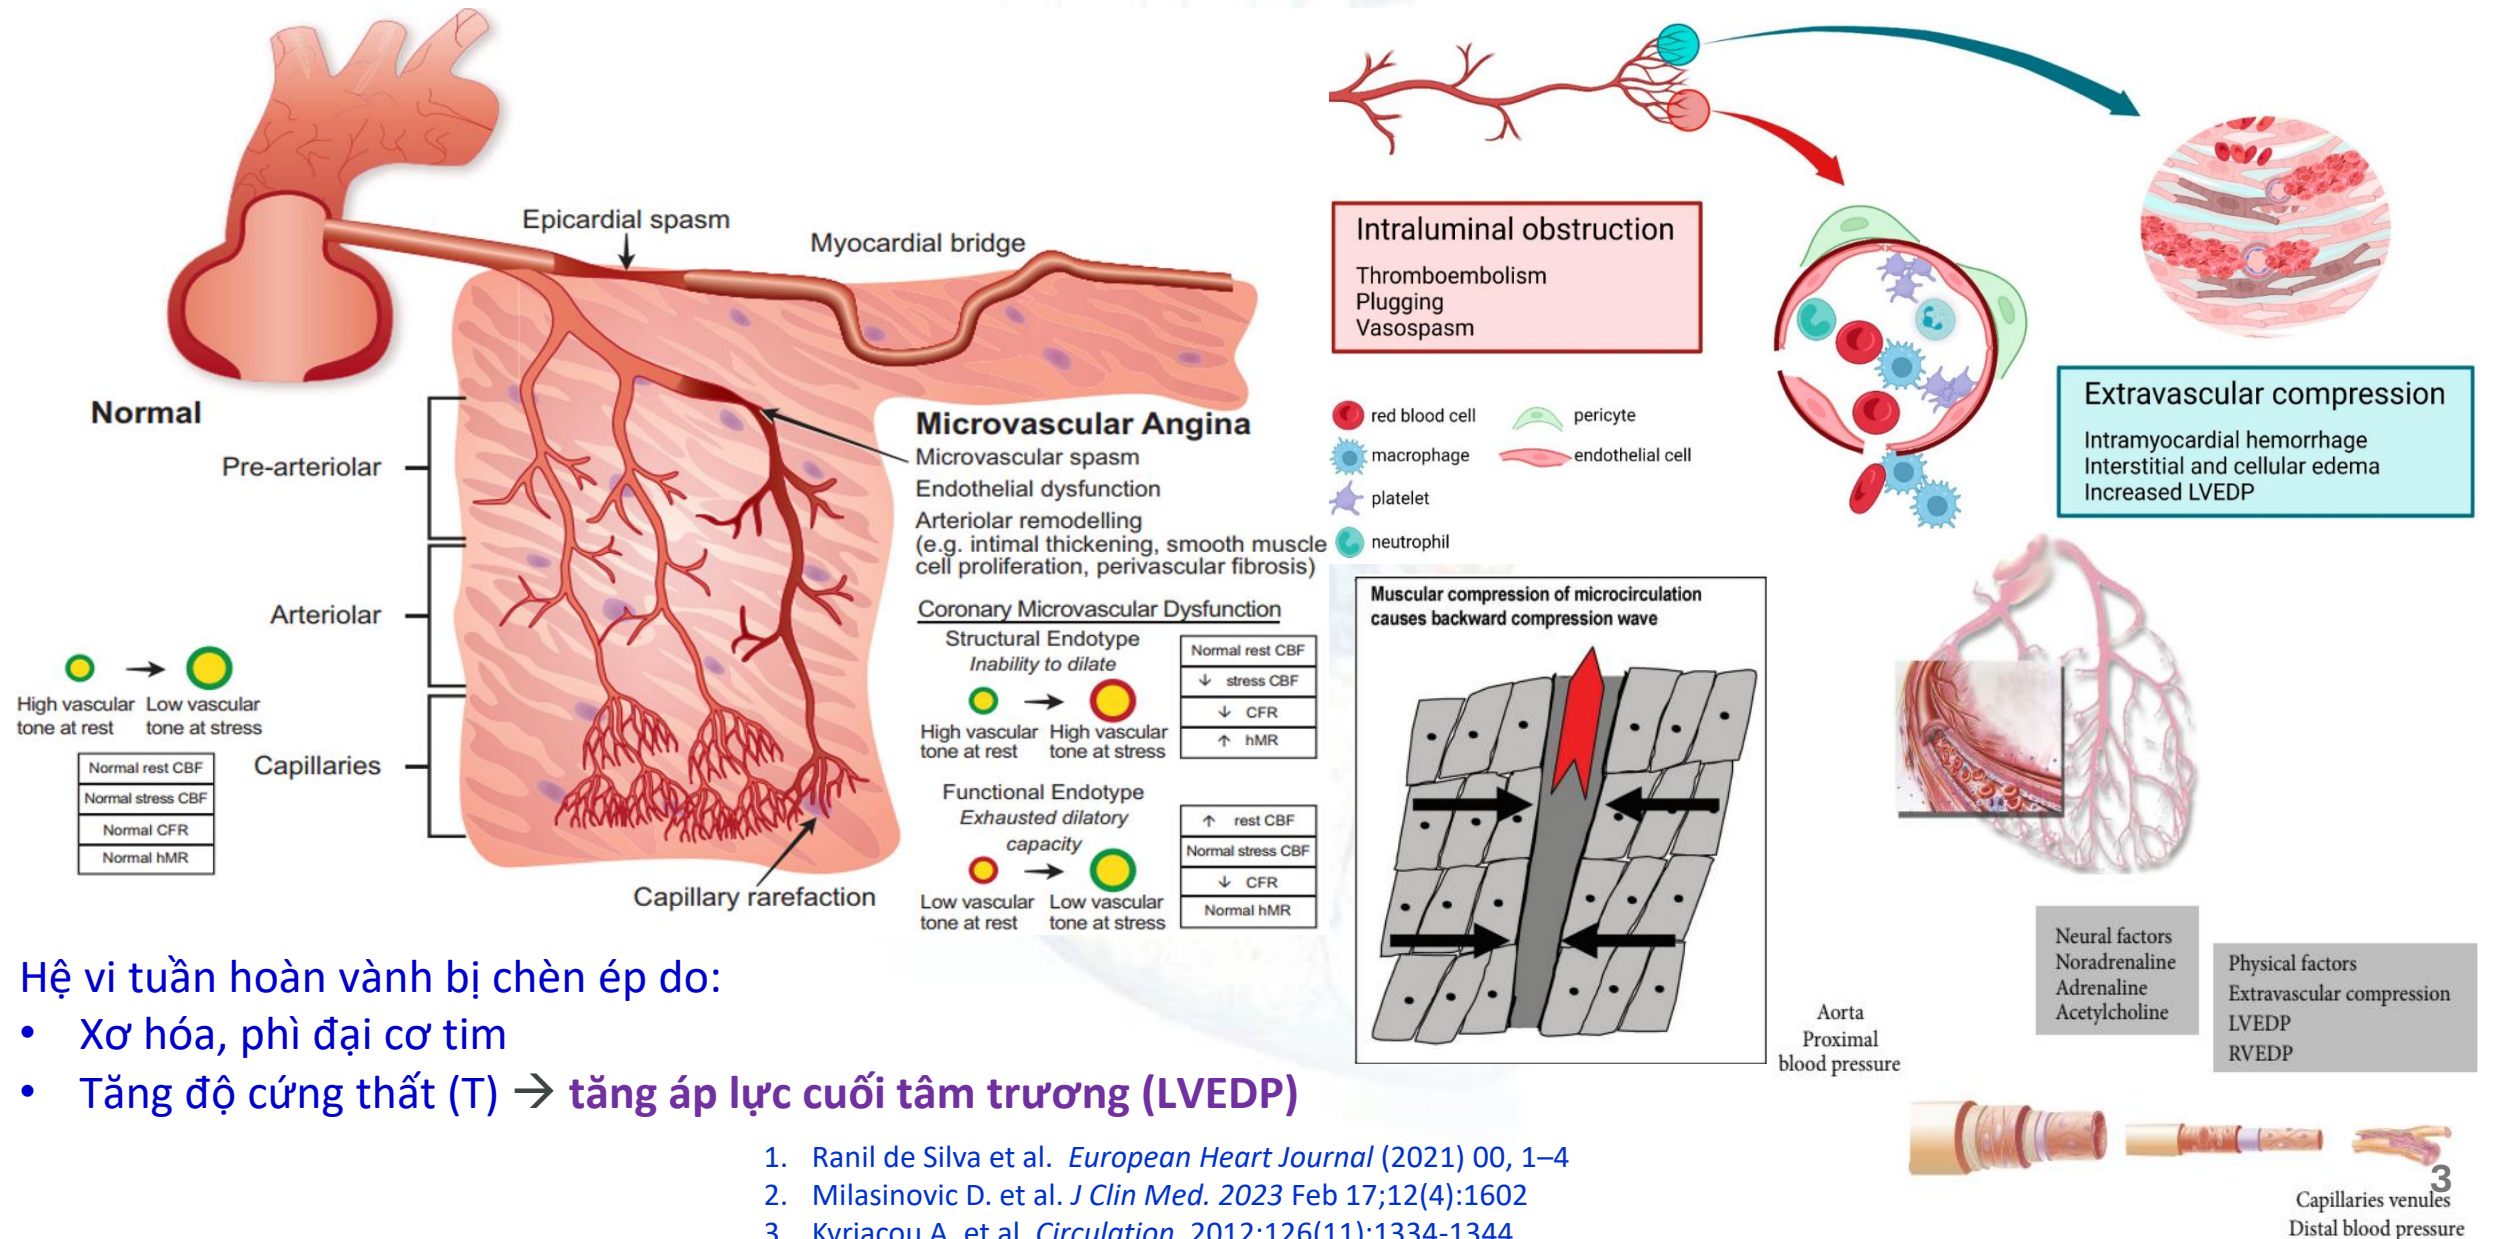 Epicardial spasm
Myocardial bridge
Normal
Pre-arteriolar
Arteriolar
Capillaries
High vascular
tone at rest
Low vascular
tone at stress
Normal rest CBF
Normal stress CBF
Normal CFR
Normal hMR
Capillary rarefaction
Microvascular Angina
Microvascular spasm
Endothelial dysfunction
Arteriolar remodelling
(e.g. intimal thickening, smooth muscle
cell proliferation, perivascular fibrosis)
Coronary Microvascular Dysfunction
Structural Endotype
Inability to dilate
High vascular
tone at rest
High vascular
tone at stress
Normal rest CBF
↓ stress CBF
↓ CFR
↑ hMR
Functional Endotype
Exhausted dilatory
capacity
Low vascular
tone at rest
Low vascular
tone at stress
↑ rest CBF
Normal stress CBF
↓ CFR
Normal hMR
Intraluminal obstruction
Thromboembolism
Plugging
Vasospasm
red blood cell
pericyte
macrophage
endothelial cell
platelet
neutrophil
Extravascular compression
Intramyocardial hemorrhage
Interstitial and cellular edema
Increased LVEDP
Muscular compression of microcirculation
causes backward compression wave
Neural factors
Noradrenaline
Adrenaline
Acetylcholine
Physical factors
Extravascular compression
LVEDP
RVEDP
Aorta
Proximal
blood pressure
Capillaries venules
Distal blood pressure
Hệ vi tuần hoàn vành bị chèn ép do:
• Xơ hóa, phì đại cơ tim
• Tăng độ cứng thất (T) → tăng áp lực cuối tâm trương (LVEDP)
1. Ranil de Silva et al. European Heart Journal (2021) 00, 1–4
2. Milasinovic D. et al. J Clin Med. 2023 Feb 17;12(4):1602
3. Kyriacou A. et al. Circulation. 2012;126(11):1334-1344
3